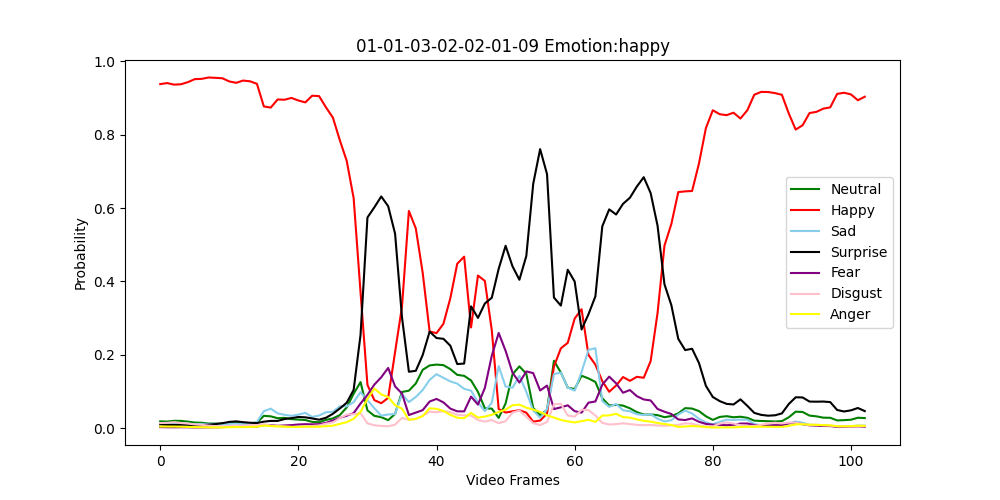 01-01-03-02-02-01-09 Emotion:happy
Probability
1.0
0.8
0.6
0.4
0.2
0.0
Neutral
Happy
Sad
Surprise
Fear
Disgust
Anger
0 20 40 60 80 100
Video Frames